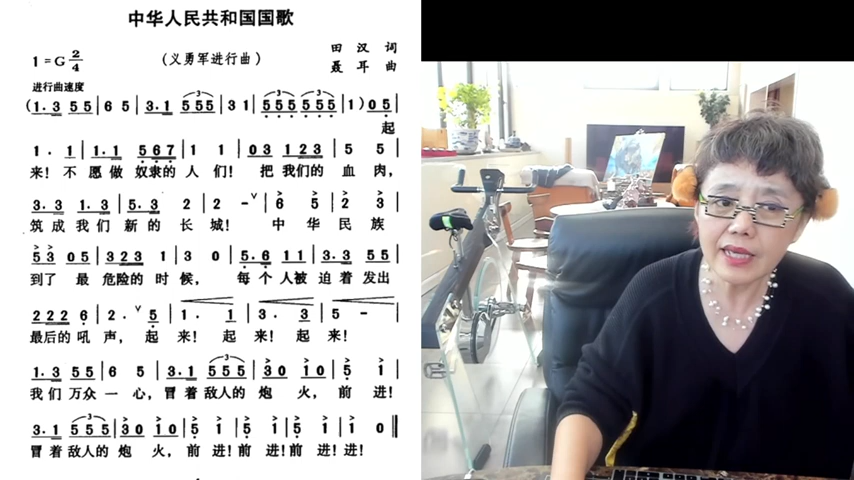 中华人民共和国国歌
(义勇军进行曲)
1=G 2/4
田 汉 词
聂 耳 曲
进行曲速度
(1.3 5 5 | 6 5 | 3.1 555 | 3 1 | 555 555 | 1) 05 |
起
1. 1 | 1.1 567 | 1 1 | 03 123 | 5 5 |
来! 不 愿 做 奴隶的 人 们! 把 我们的 血 肉,
3.3 1.3 | 5.3 2 | 2 - ∨ | 6 5 | 2 3 |
筑 成 我 们 新 的 长 城! 中 华 民 族
53 05 | 323 1 | 3 0 | 5.6 11 | 3.3 55 |
到了 最 危险的 时 候, 每 个 人被 迫 着 发出
222 6 | 2. ∨ 5 | 1. 1 | 3. 3 | 5 - |
最后的 吼 声, 起 来! 起 来! 起 来!
1.3 55 | 6 5 | 3.1 555 | 30 10 | 5 1 |
我 们 万众 一 心, 冒 着 敌人的 炮 火, 前 进!
3.1 555 | 30 10 | 5 1 | 5 1 | 5 1 | 1 0 ‖
冒 着 敌人的 炮 火, 前 进! 前 进! 前 进! 进!